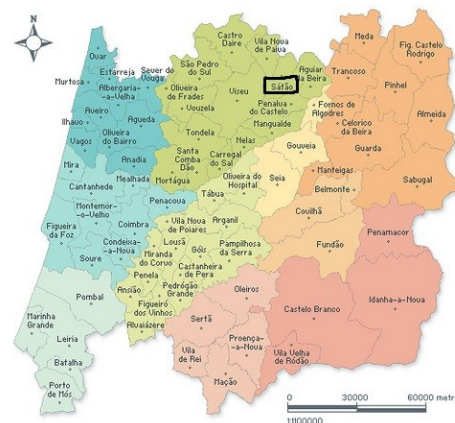 N
Castro
Daire
Vila Nova
de Paiva
Meda
Fig. Castelo
Rodrigo
Ovar
Sever do
Vouga
São Pedro
do Sul
Aguiar
da Beira
Trancoso
Murtosa
Estarreja
Albergaria-
-a-Velha
Oliveira
de Frades
Viseu
Sátão
Pinhel
Vouzela
Penalva
do Castelo
Fornos de
Algodres
Almeida
Aveiro
Ílhavo
Águeda
Mangualde
Celorico
da Beira
Vagos
Oliveira
do Bairro
Tondela
Nelas
Gouveia
Guarda
Anadia
Santa
Comba
Dão
Carregal do
Sal
Mira
Mealhada
Mortágua
Oliveira do
Hospital
Seia
Manteigas
Sabugal
Cantanhede
Tábua
Belmonte
Penacova
Montemor-
-o-Velho
Coimbra
Vila Nova
de Poiares
Arganil
Covilhã
Penamacor
Figueira
da Foz
Condeixa-
-a-Nova
Lousã
Góis
Pampilhosa
da Serra
Fundão
Soure
Miranda
do Corvo
Penela
Castanheira
de Pera
Idanha-a-Nova
Pombal
Ansião
Pedrógão
Grande
Oleiros
Figueiró
dos Vinhos
Castelo Branco
Marinha
Grande
Alvaiázere
Sertã
Leiria
Proença-
-a-Nova
Batalha
Vila
de Rei
Vila Velha
de Ródão
Porto
de Mós
Mação
0 30000 60000 metr
1:1100000